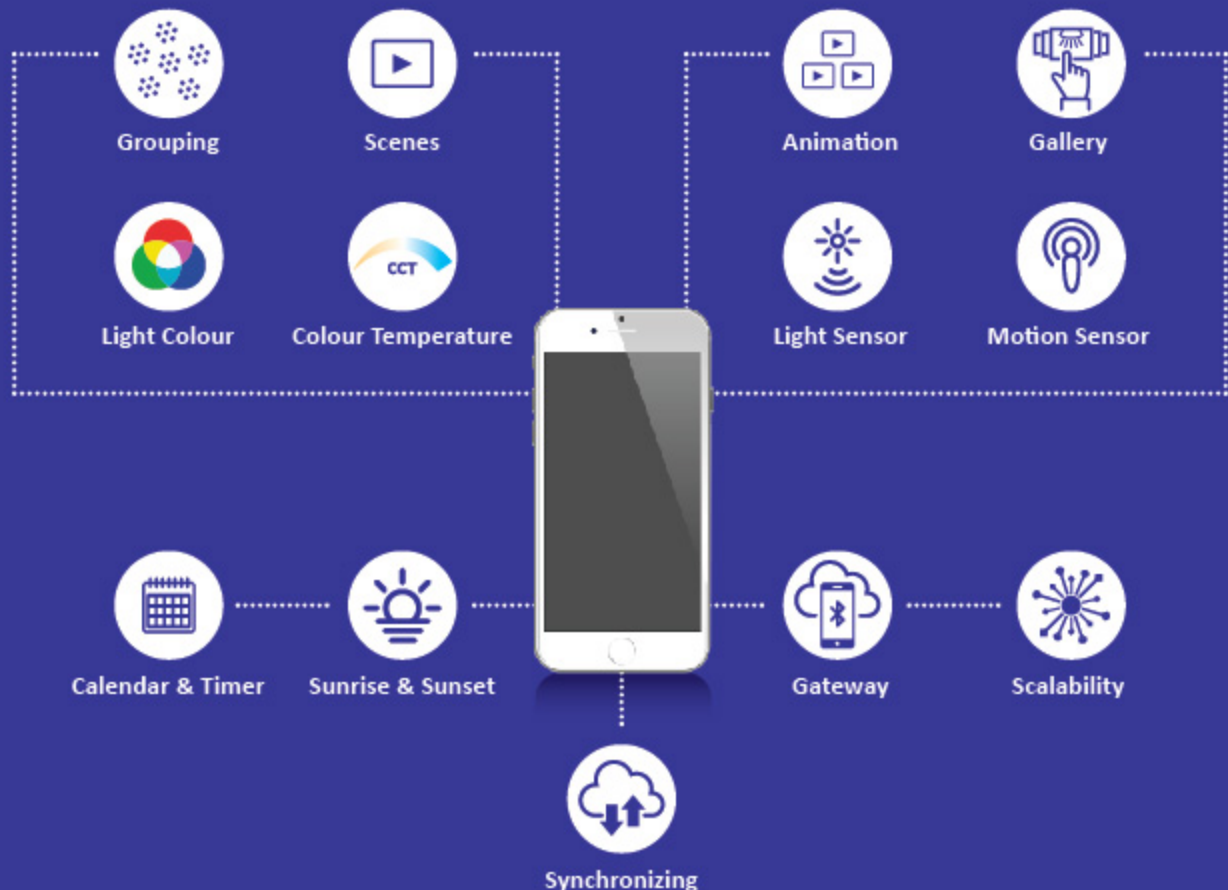 Grouping
Scenes
Animation
Gallery
CCT
Light Colour
Colour Temperature
Light Sensor
Motion Sensor
Calendar & Timer
Sunrise & Sunset
Gateway
Scalability
Synchronizing